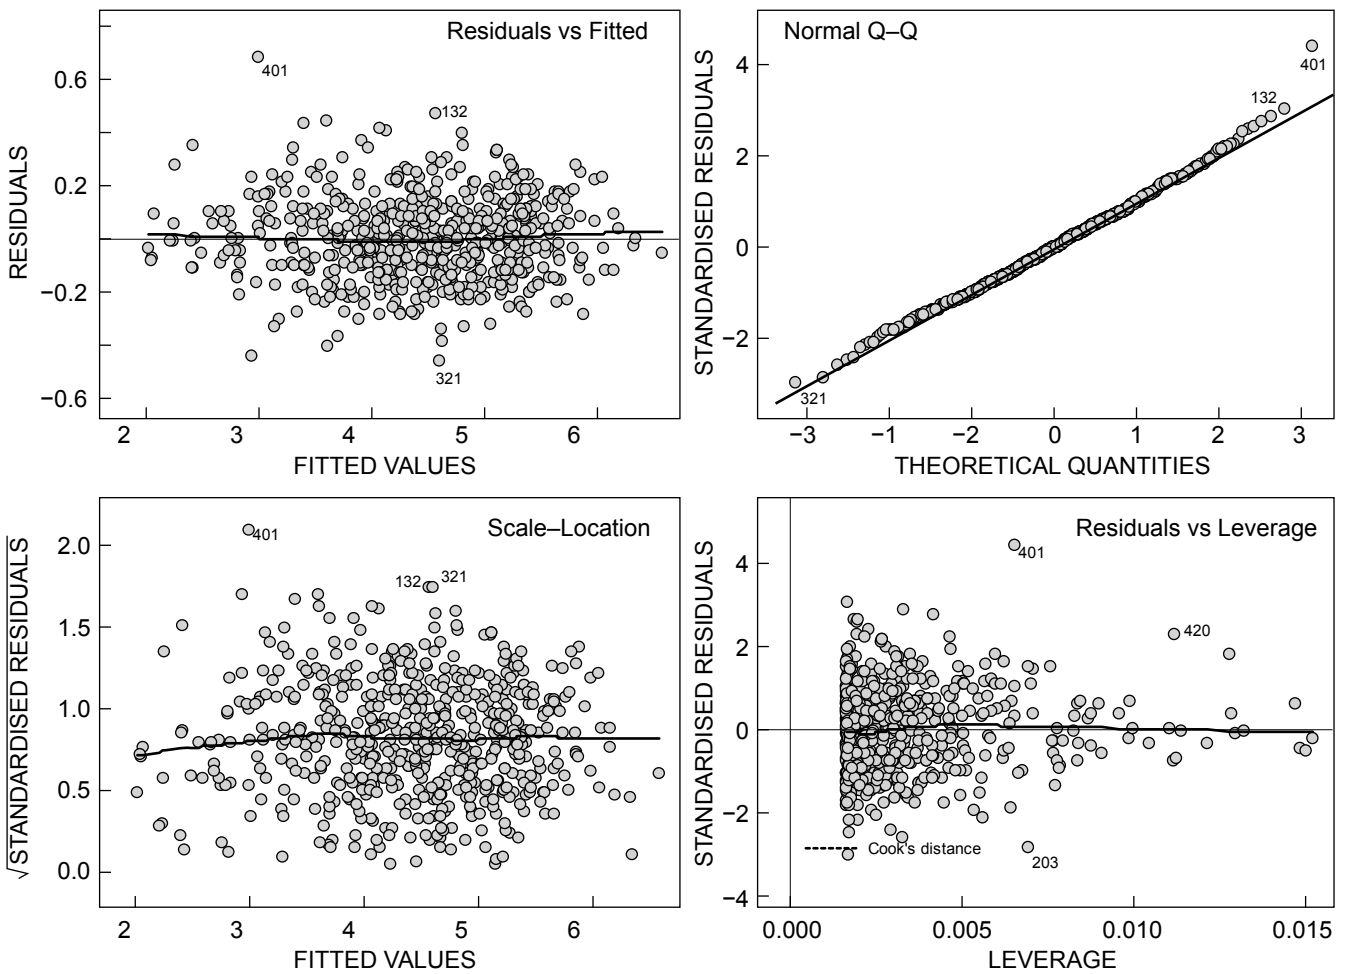 Residuals vs Fitted
RESIDUALS
0.6
0.2
−0.2
−0.6
401
132
321
2 3 4 5 6
FITTED VALUES
Normal Q–Q
STANDARDISED RESIDUALS
4
2
0
−2
401
132
321
−3 −1 −2 0 1 2 3
THEORETICAL QUANTITIES
Scale–Location
√STANDARDISED RESIDUALS
2.0
1.5
1.0
0.5
0.0
401
132 321
2 3 4 5 6
FITTED VALUES
Residuals vs Leverage
STANDARDISED RESIDUALS
4
2
0
−2
−4
401
420
203
Cook's distance
0.000 0.005 0.010 0.015
LEVERAGE